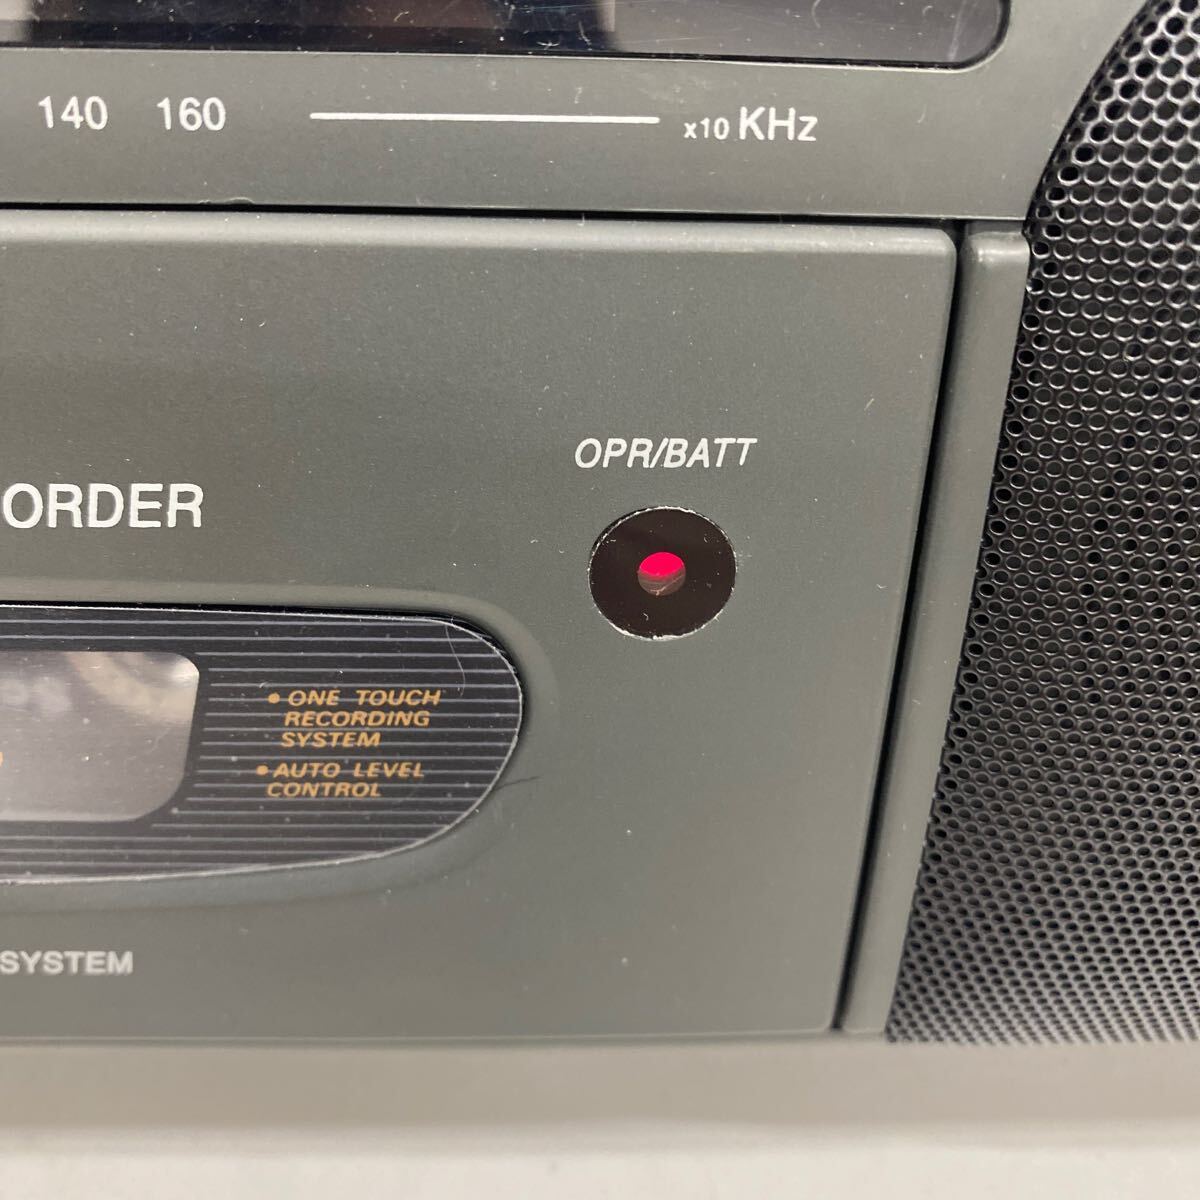 140 160 x10 KHz
OPR/BATT
ORDER
• ONE TOUCH
RECORDING
SYSTEM
• AUTO LEVEL
CONTROL
SYSTEM